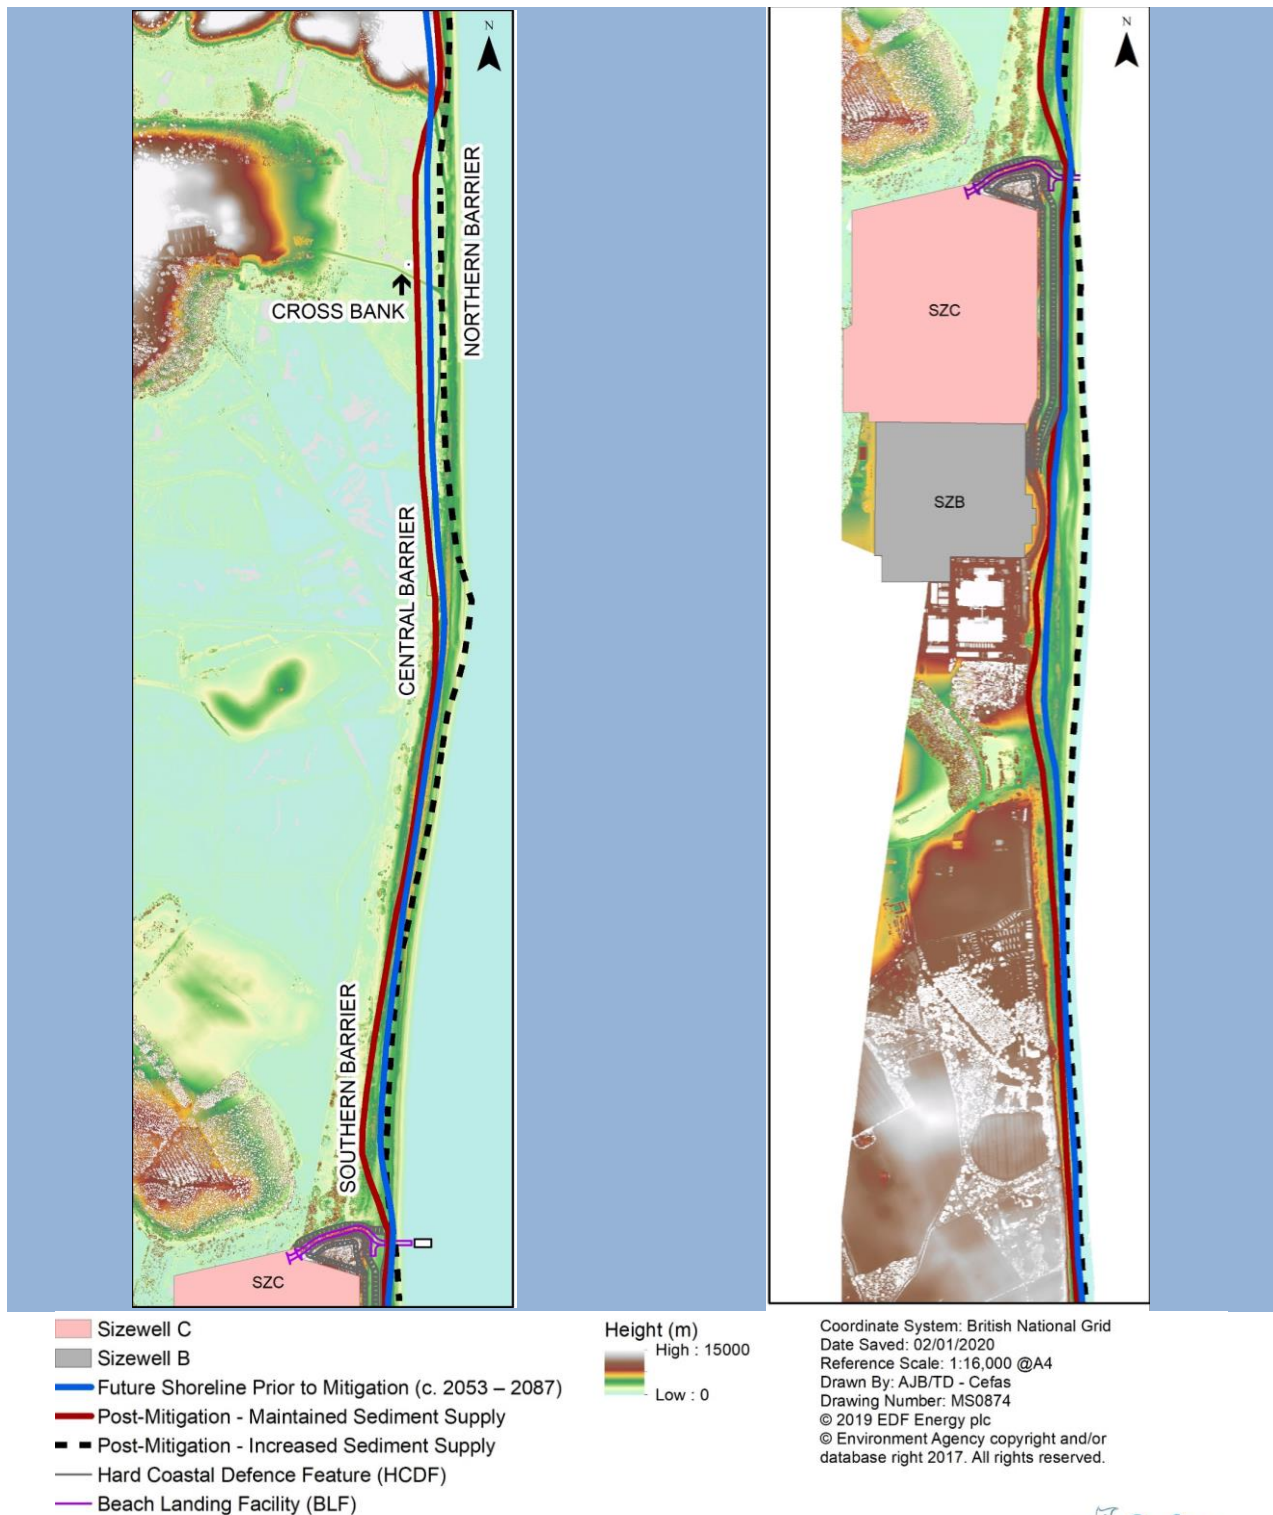 N
NORTHERN BARRIER
CROSS BANK
CENTRAL BARRIER
SOUTHERN BARRIER
SZC
N
SZC
SZB
Sizewell C
Sizewell B
Future Shoreline Prior to Mitigation (c. 2053 – 2087)
Post-Mitigation - Maintained Sediment Supply
Post-Mitigation - Increased Sediment Supply
Hard Coastal Defence Feature (HCDF)
Beach Landing Facility (BLF)
Height (m)
High : 15000
Low : 0
Coordinate System: British National Grid
Date Saved: 02/01/2020
Reference Scale: 1:16,000 @A4
Drawn By: AJB/TD - Cefas
Drawing Number: MS0874
© 2019 EDF Energy plc
© Environment Agency copyright and/or
database right 2017. All rights reserved.